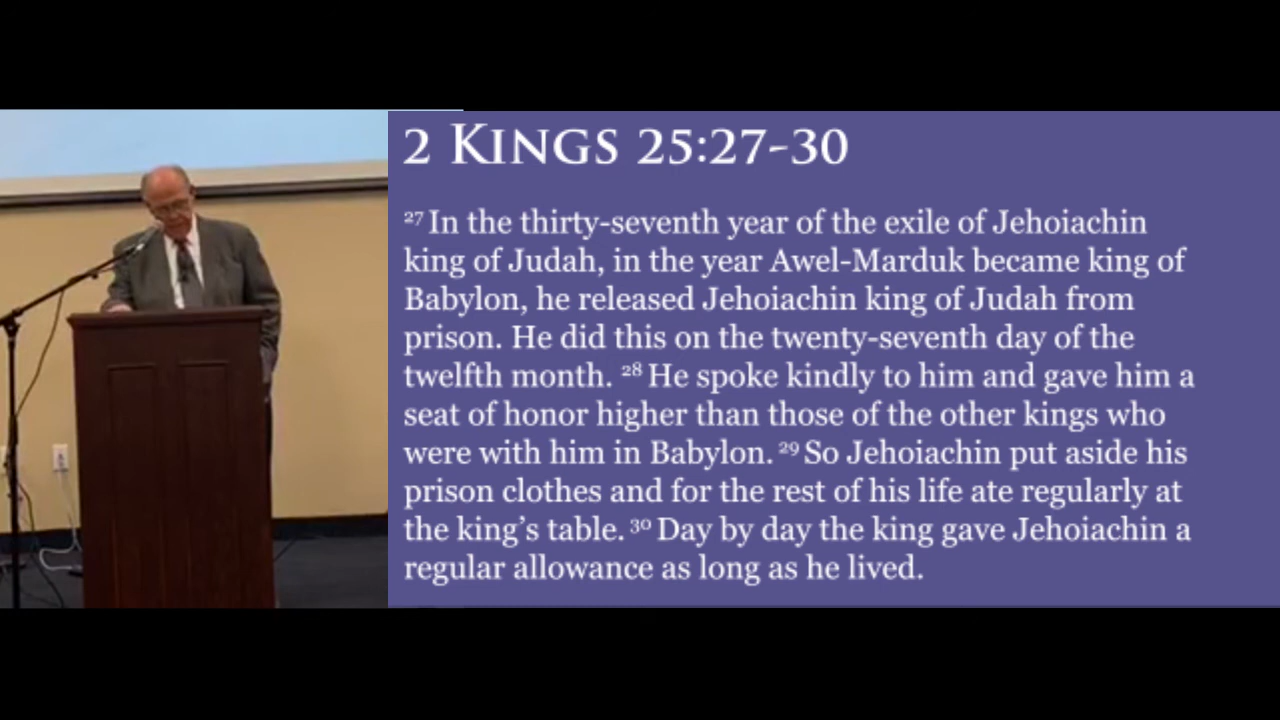 2 KINGS 25:27-30
27 In the thirty-seventh year of the exile of Jehoiachin
king of Judah, in the year Awel-Marduk became king of
Babylon, he released Jehoiachin king of Judah from
prison. He did this on the twenty-seventh day of the
twelfth month. 28 He spoke kindly to him and gave him a
seat of honor higher than those of the other kings who
were with him in Babylon. 29 So Jehoiachin put aside his
prison clothes and for the rest of his life ate regularly at
the king’s table. 30 Day by day the king gave Jehoiachin a
regular allowance as long as he lived.